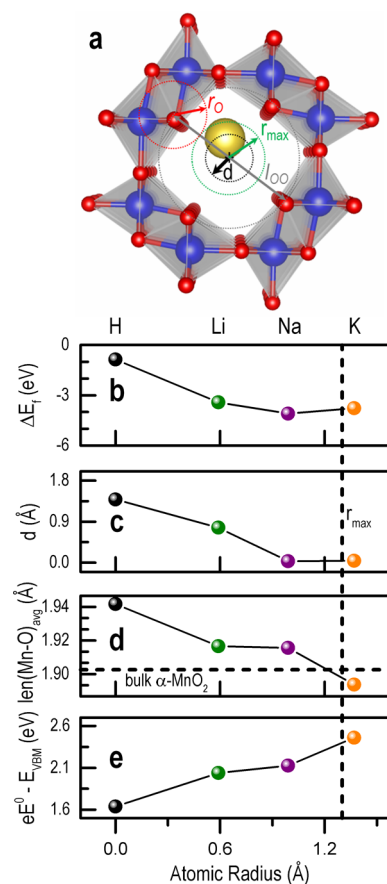 a
r_O
r_max
d
l_OO
H Li Na K
0
-3
-6
ΔE_f (eV)
b
1.8
0.9
0.0
d (Å)
c
r_max
1.94
1.92
1.90
len(Mn-O)_avg (Å)
d
bulk α-MnO₂
2.6
2.1
1.6
eE⁰ - E_VBM (eV)
e
0.0 0.6 1.2
Atomic Radius (Å)